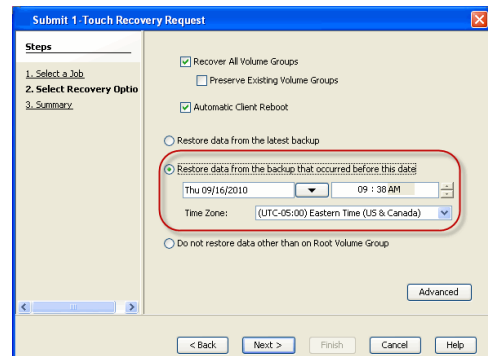 Submit 1-Touch Recovery Request
Steps
1. Select a Job
2. Select Recovery Optio
3. Summary
Recover All Volume Groups
Preserve Existing Volume Groups
Automatic Client Reboot
Restore data from the latest backup
Restore data from the backup that occurred before this date
Thu 09/16/2010 09 : 38 AM
Time Zone: (UTC-05:00) Eastern Time (US & Canada)
Do not restore data other than on Root Volume Group
Advanced
< Back Next > Finish Cancel Help